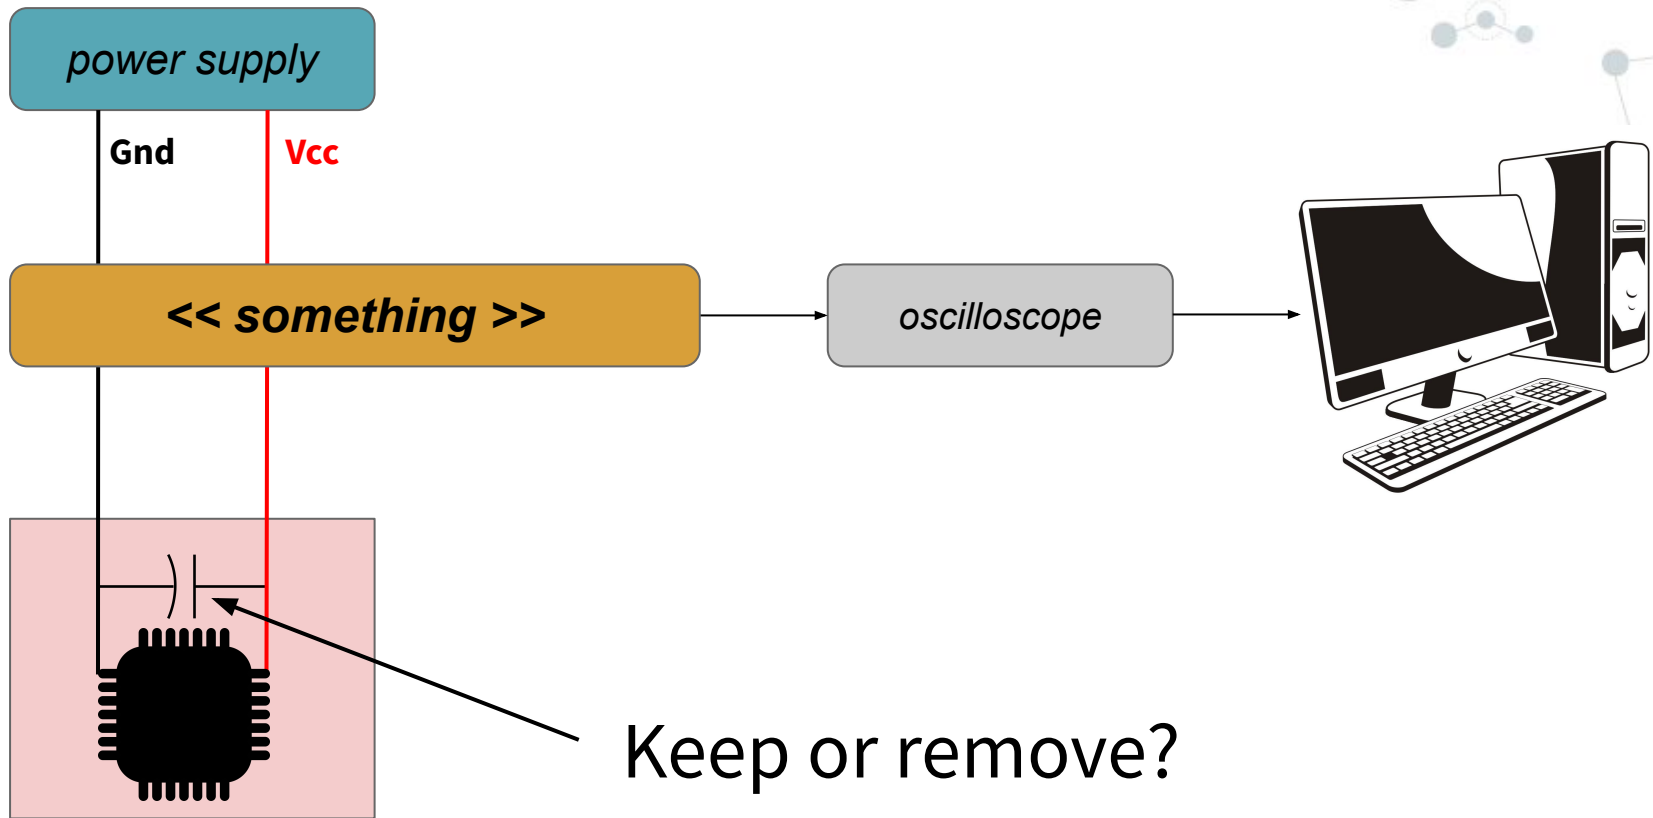 power supply
Gnd
Vcc
<< something >>
oscilloscope
Keep or remove?